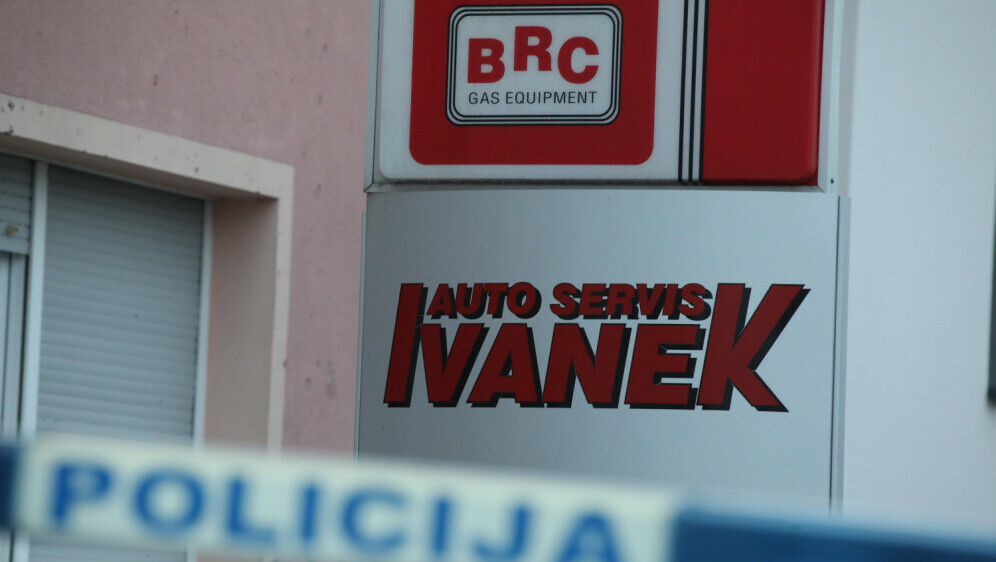 BRC
GAS EQUIPMENT
AUTO SERVIS
IVANEK
POLICIJA